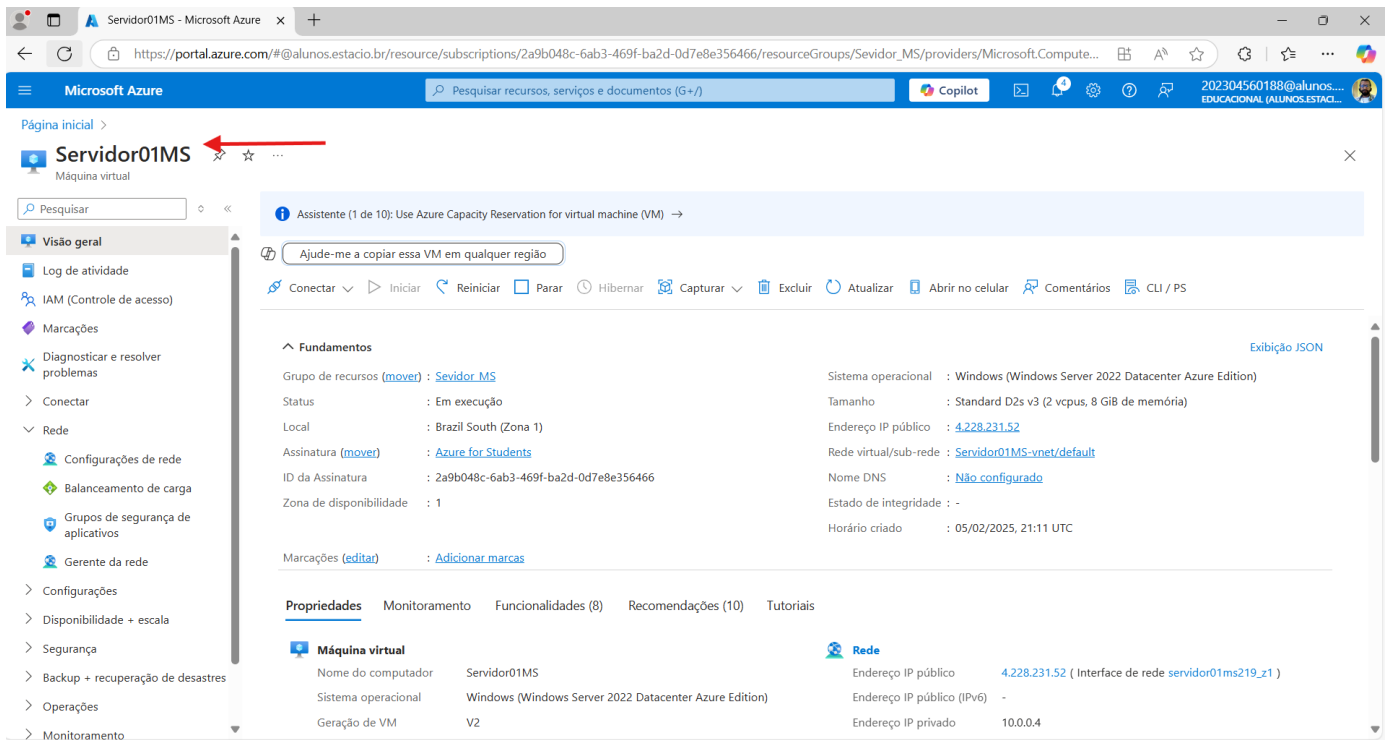 Servidor01MS - Microsoft Azure
https://portal.azure.com/#@alunos.estacio.br/resource/subscriptions/2a9b048c-6ab3-469f-ba2d-0d7e8e356466/resourceGroups/Sevidor_MS/providers/Microsoft.Compute...
Microsoft Azure
Pesquisar recursos, serviços e documentos (G+/)
Copilot
4
202304560188@alunos....
EDUCACIONAL (ALUNOS.ESTACI...
Página inicial >
Servidor01MS
Máquina virtual
Pesquisar
Assistente (1 de 10): Use Azure Capacity Reservation for virtual machine (VM) →
Ajude-me a copiar essa VM em qualquer região
Conectar Iniciar Reiniciar Parar Hibernar Capturar Excluir Atualizar Abrir no celular Comentários CLI / PS
Visão geral
Log de atividade
IAM (Controle de acesso)
Marcações
Diagnosticar e resolver
problemas
Conectar
Rede
Configurações de rede
Balanceamento de carga
Grupos de segurança de
aplicativos
Gerente da rede
Configurações
Disponibilidade + escala
Segurança
Backup + recuperação de desastres
Operações
Monitoramento
Fundamentos
Exibição JSON
Grupo de recursos (mover) : Sevidor_MS
Status : Em execução
Local : Brazil South (Zona 1)
Assinatura (mover) : Azure for Students
ID da Assinatura : 2a9b048c-6ab3-469f-ba2d-0d7e8e356466
Zona de disponibilidade : 1
Sistema operacional : Windows (Windows Server 2022 Datacenter Azure Edition)
Tamanho : Standard D2s v3 (2 vcpus, 8 GiB de memória)
Endereço IP público : 4.228.231.52
Rede virtual/sub-rede : Servidor01MS-vnet/default
Nome DNS : Não configurado
Estado de integridade : -
Horário criado : 05/02/2025, 21:11 UTC
Marcações (editar) : Adicionar marcas
Propriedades Monitoramento Funcionalidades (8) Recomendações (10) Tutoriais
Máquina virtual
Nome do computador Servidor01MS
Sistema operacional Windows (Windows Server 2022 Datacenter Azure Edition)
Geração de VM V2
Rede
Endereço IP público 4.228.231.52 ( Interface de rede servidor01ms219_z1 )
Endereço IP público (IPv6) -
Endereço IP privado 10.0.0.4